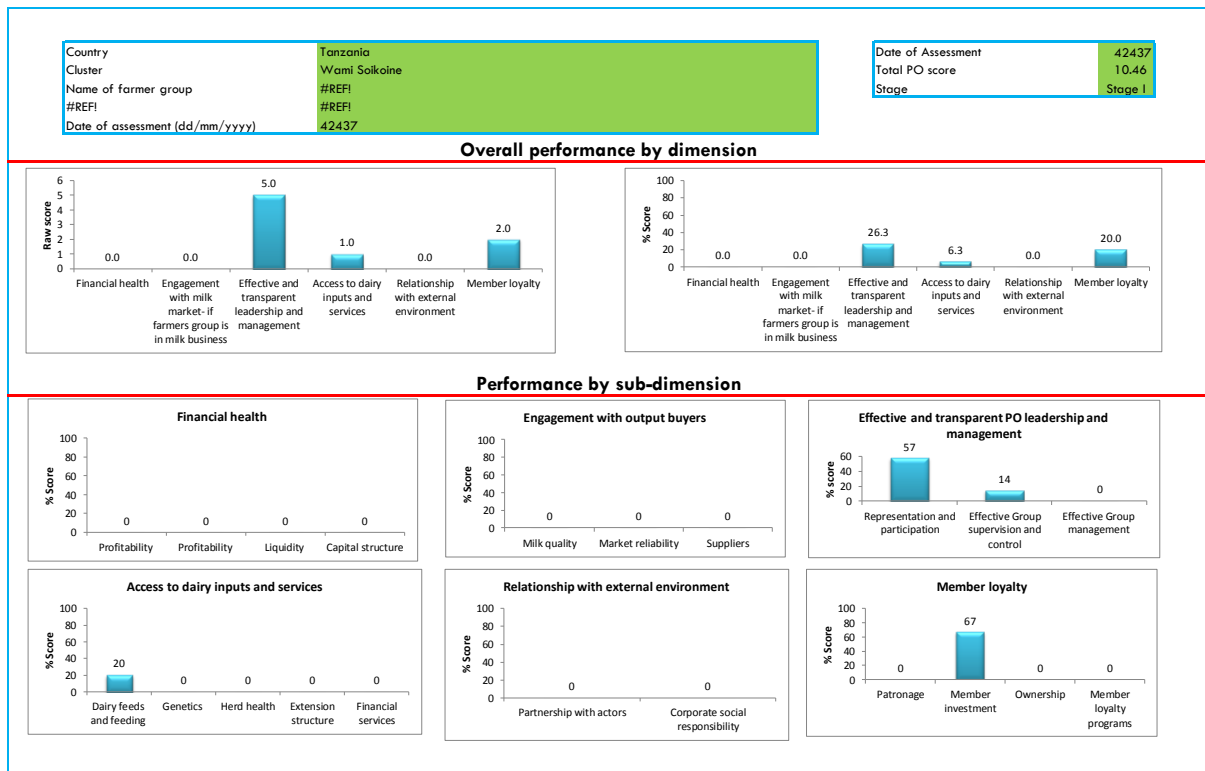 Country Tanzania
Cluster Wami Soikoine
Name of farmer group #REF!
#REF! #REF!
Date of assessment (dd/mm/yyyy) 42437
Date of Assessment 42437
Total PO score 10.46
Stage Stage I
Overall performance by dimension
Raw score
6
5
4
3
2
1
0
0.0 0.0 5.0 1.0 0.0 2.0
Financial health
Engagement
with milk
market- if
farmers group is
in milk business
Effective and
transparent
leadership and
management
Access to dairy
inputs and
services
Relationship
with external
environment
Member loyalty
% Score
100
80
60
40
20
0
0.0 0.0 26.3 6.3 0.0 20.0
Financial health
Engagement
with milk
market- if
farmers group is
in milk business
Effective and
transparent
leadership and
management
Access to dairy
inputs and
services
Relationship
with external
environment
Member loyalty
Performance by sub-dimension
Financial health
% Score
100
80
60
40
20
0
0 0 0 0
Profitability Profitability Liquidity Capital structure
Engagement with output buyers
% Score
100
80
60
40
20
0
0 0 0
Milk quality Market reliability Suppliers
Effective and transparent PO leadership and
management
% score
60
40
20
0
57 14 0
Representation and
participation
Effective Group
supervision and
control
Effective Group
management
Access to dairy inputs and services
% Score
100
80
60
40
20
0
20 0 0 0 0
Dairy feeds
and feeding
Genetics
Herd health
Extension
structure
Financial
services
Relationship with external environment
% Score
100
80
60
40
20
0
0 0
Partnership with actors
Corporate social
responsibility
Member loyalty
% Score
100
80
60
40
20
0
0 67 0 0
Patronage
Member
investment
Ownership
Member
loyalty
programs